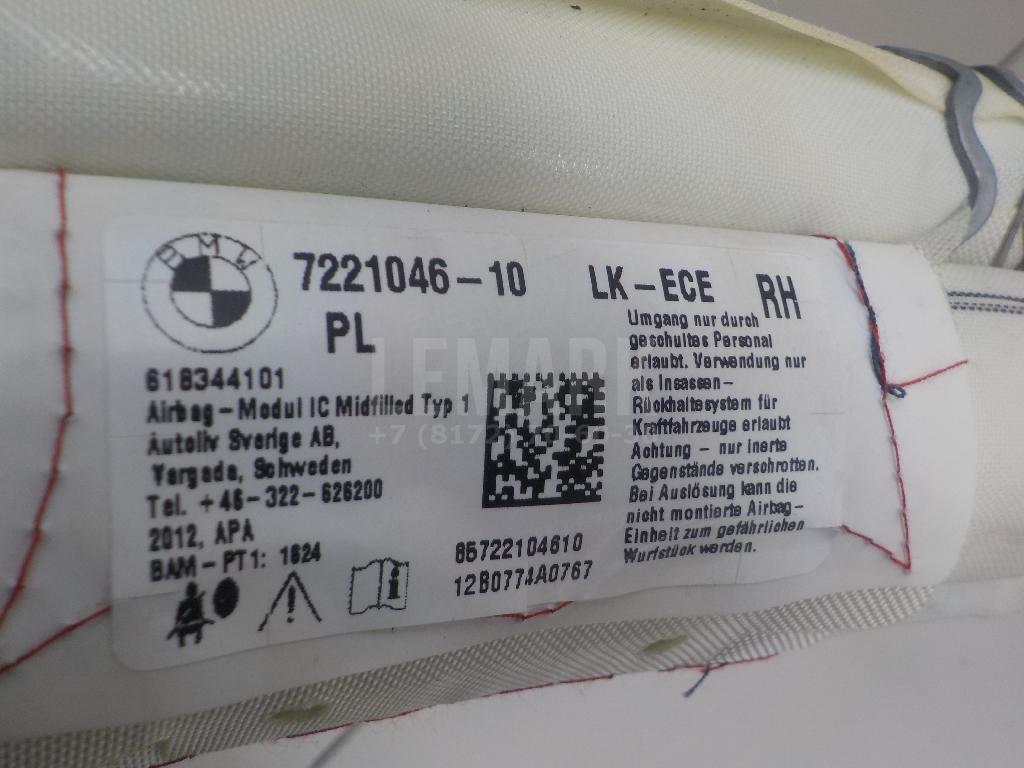 BMW
7221046-10 LK-ECE RH
PL
618344101
Airbag-Modul IC Midfilled Typ 1
Autoliv Sverige AB,
Vargada, Schweden
Tel. +46-322-626200
2012, APA
BAM-PT1: 1624
Umgang nur durch
geschultes Personal
erlaubt. Verwendung nur
als Insassen-
Rückhaltesystem für
Kraftfahrzeuge erlaubt
Achtung - nur inerte
Gegenstände verschrotten.
Bei Auslösung kann die
nicht montierte Airbag-
Einheit zum gefährlichen
Wurfstück werden.
85722104610
12B0774A0767